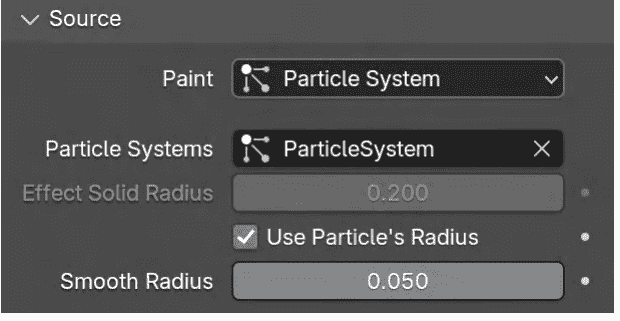 Source
Paint Particle System
Particle Systems ParticleSystem
Effect Solid Radius 0.200
Use Particle's Radius
Smooth Radius 0.050